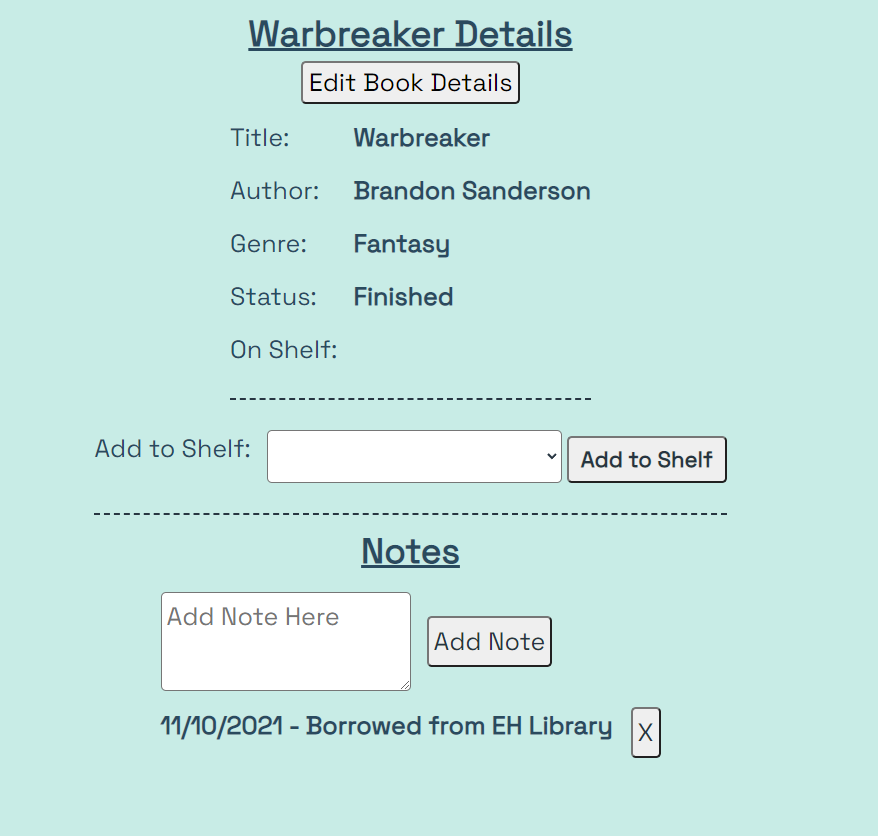 Warbreaker Details
Edit Book Details
Title: Warbreaker
Author: Brandon Sanderson
Genre: Fantasy
Status: Finished
On Shelf:
Add to Shelf: Add to Shelf
Notes
Add Note Here
Add Note
11/10/2021 - Borrowed from EH Library X